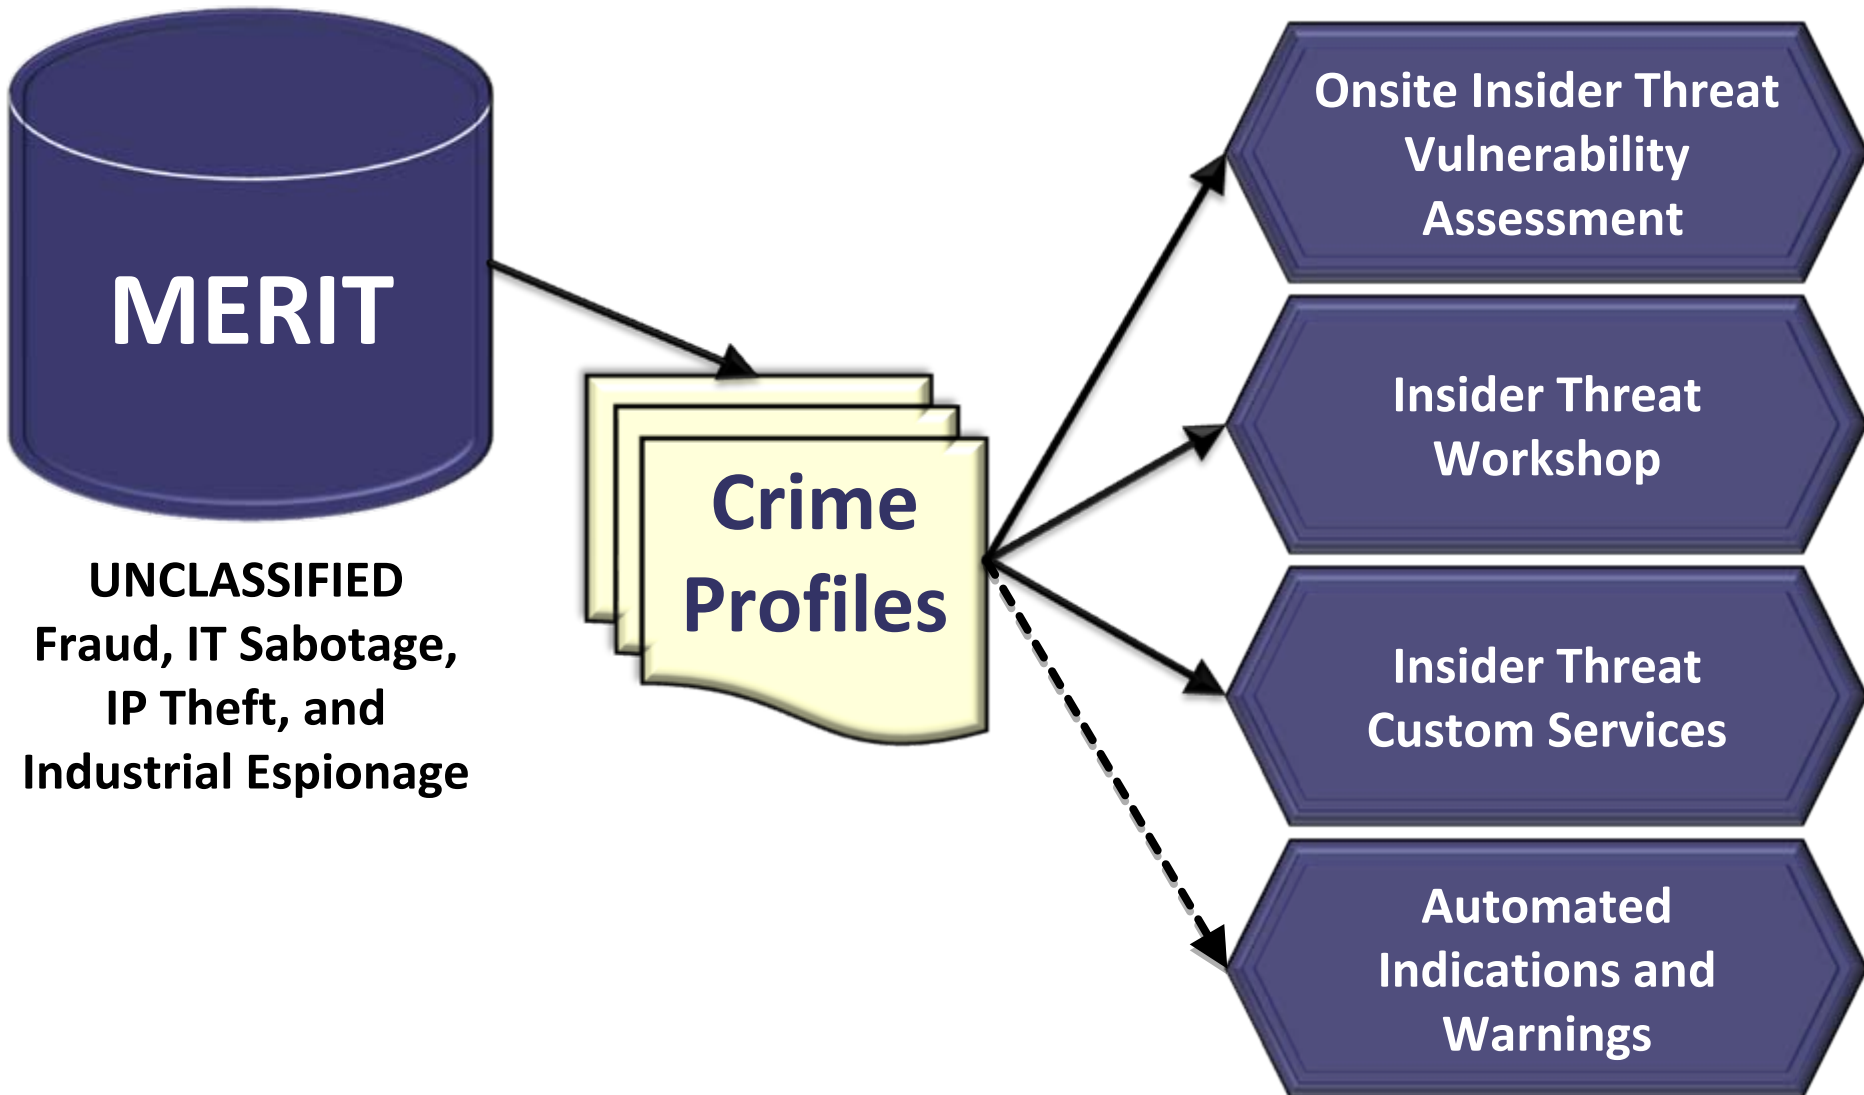 MERIT
UNCLASSIFIED
Fraud, IT Sabotage,
IP Theft, and
Industrial Espionage
Crime
Profiles
Onsite Insider Threat
Vulnerability
Assessment
Insider Threat
Workshop
Insider Threat
Custom Services
Automated
Indications and
Warnings